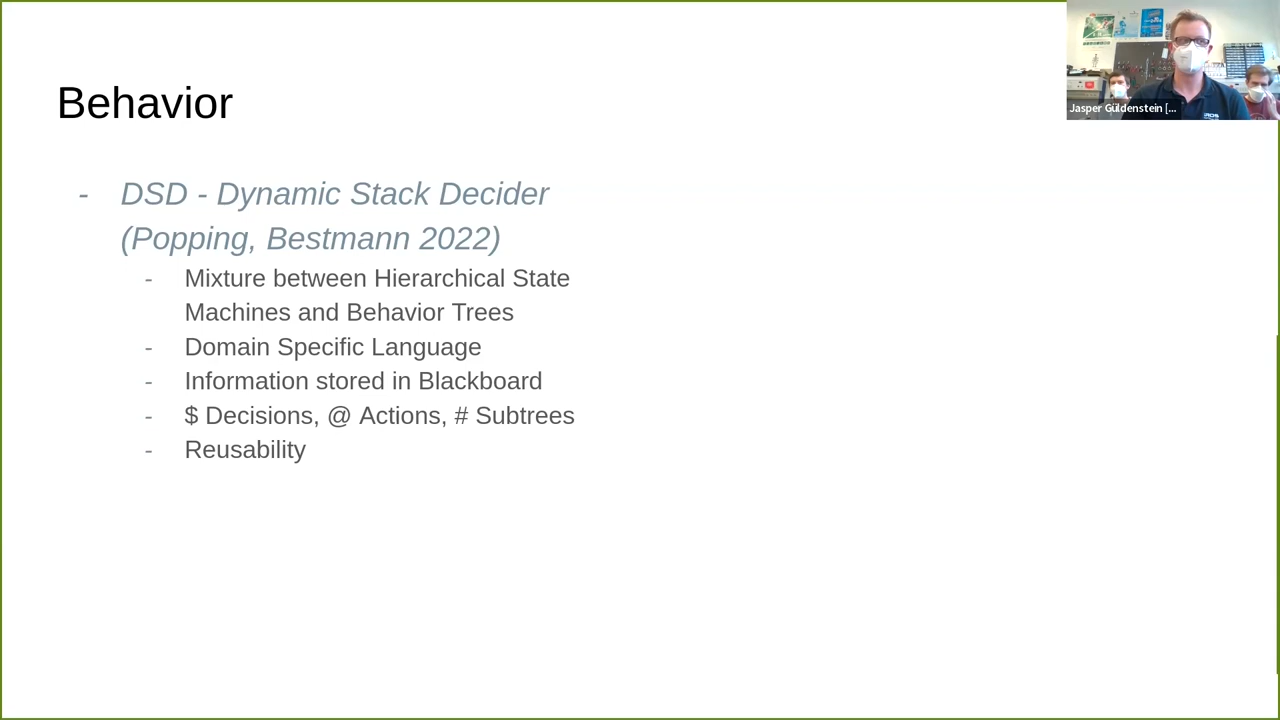 Behavior
- DSD - Dynamic Stack Decider
(Popping, Bestmann 2022)
- Mixture between Hierarchical State
Machines and Behavior Trees
- Domain Specific Language
- Information stored in Blackboard
- $ Decisions, @ Actions, # Subtrees
- Reusability
Jasper Güldenstein [...